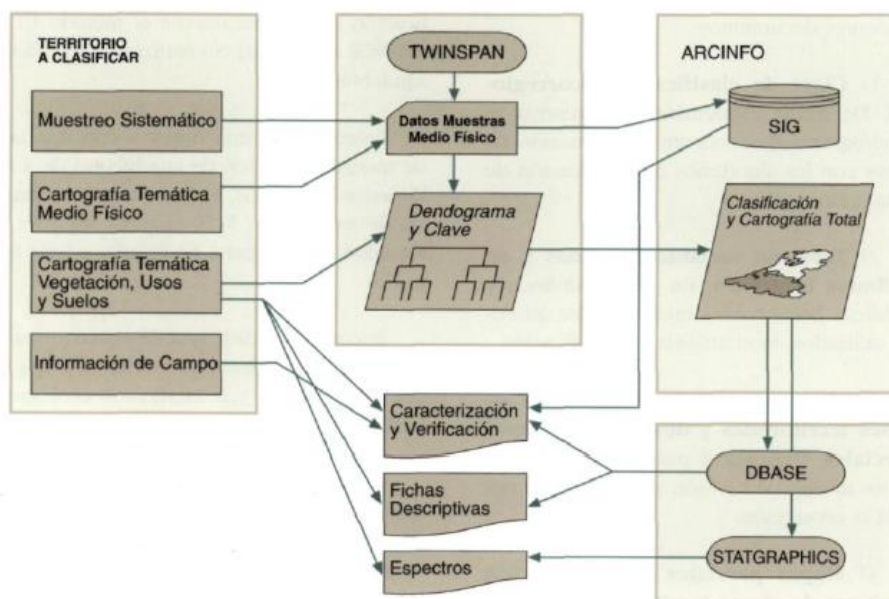 TERRITORIO
A CLASIFICAR
Muestreo Sistemático
Cartografía Temática
Medio Físico
Cartografía Temática
Vegetación, Usos
y Suelos
Información de Campo
TWINSPAN
Datos Muestras
Medio Físico
Dendograma
y Clave
Caracterización
y Verificación
Fichas
Descriptivas
Espectros
ARCINFO
SIG
Clasificación
y Cartografía Total
DBASE
STATGRAPHICS